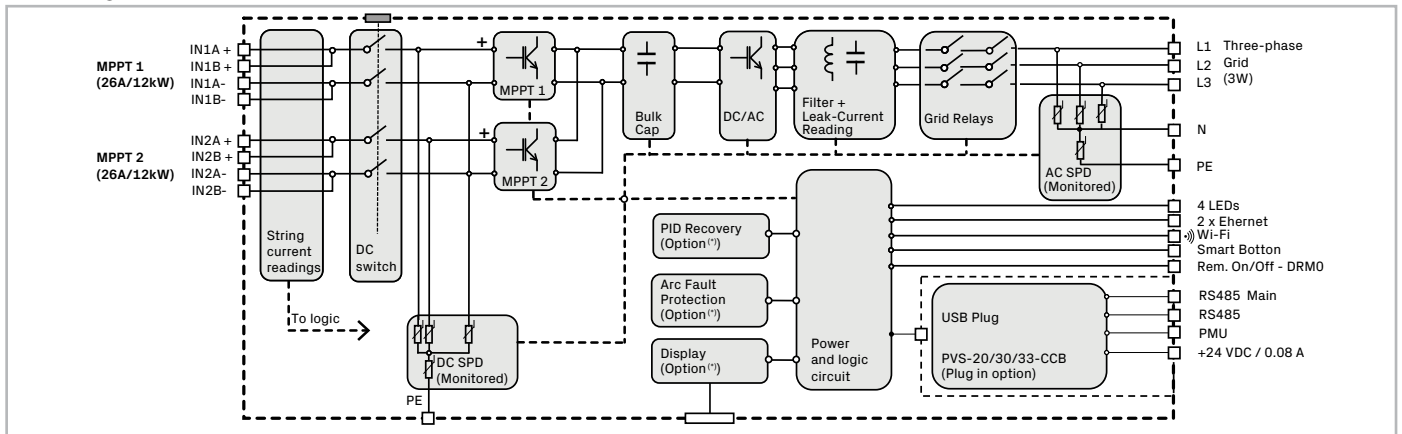 MPPT 1
(26A/12kW)
IN1A +
IN1B +
IN1A-
IN1B-
MPPT 2
(26A/12kW)
IN2A +
IN2B +
IN2A-
IN2B-
String
current
readings
To logic
DC
switch
+
MPPT 1
+
MPPT 2
DC SPD
(Monitored)
PE
Bulk
Cap
DC/AC
Filter +
Leak-Current
Reading
Grid Relays
AC SPD
(Monitored)
L1 Three-phase
L2 Grid
L3 (3W)
N
PE
PID Recovery
(Option(*))
Arc Fault
Protection
(Option(*))
Display
(Option(*))
Power
and logic
circuit
4 LEDs
2 x Ehernet
Wi-Fi
Smart Botton
Rem. On/Off - DRM0
USB Plug
PVS-20/30/33-CCB
(Plug in option)
RS485 Main
RS485
PMU
+24 VDC / 0.08 A